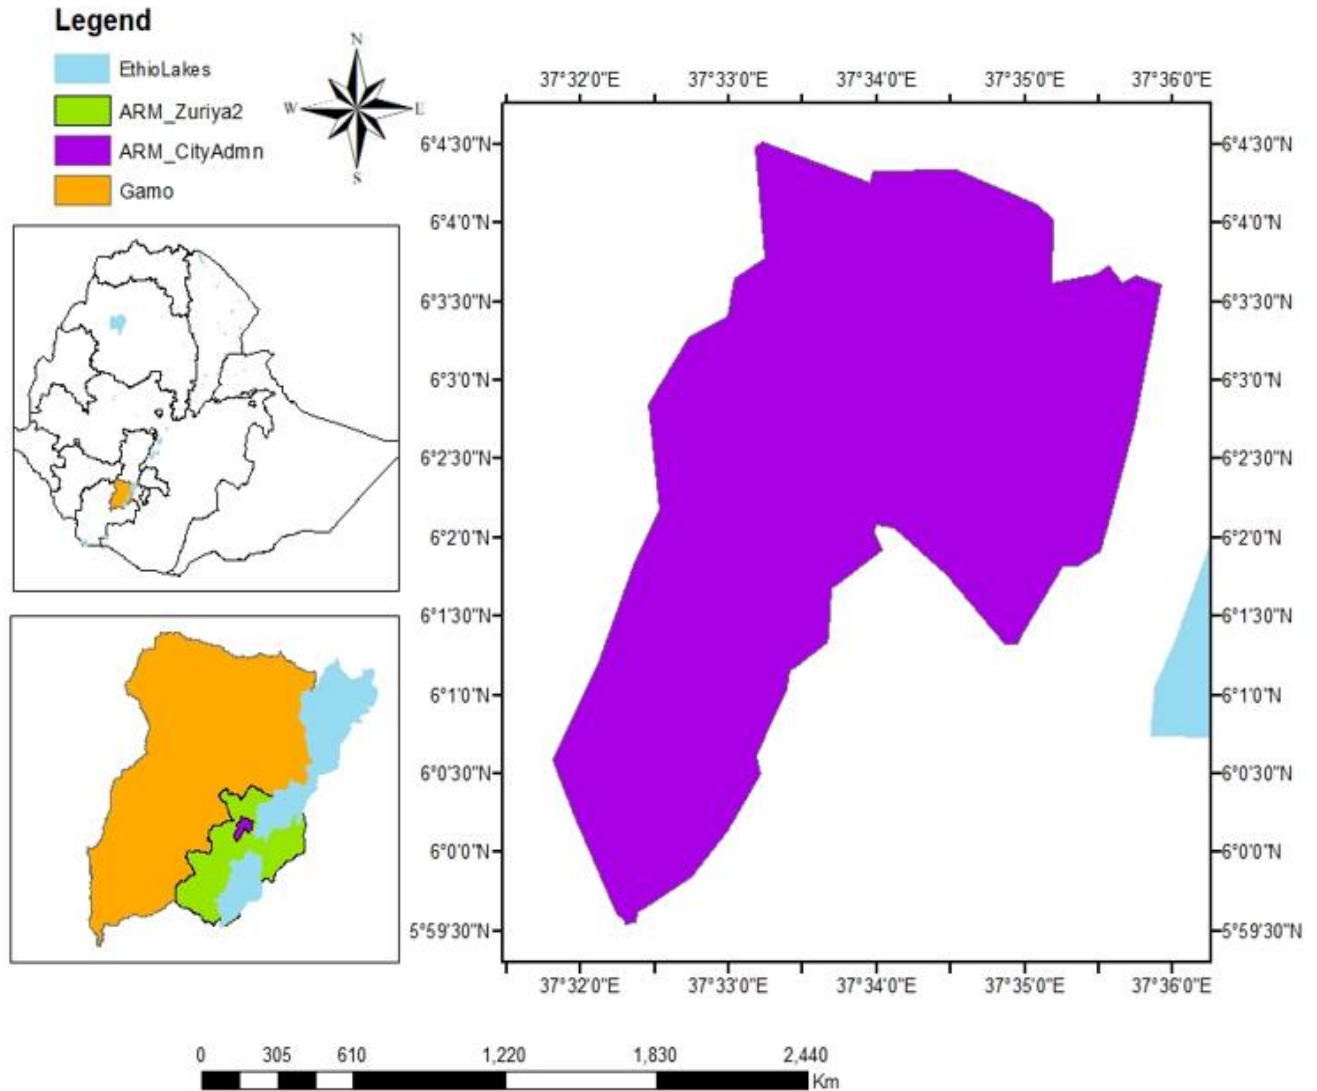 Legend
EthioLakes
ARM_Zuriya2
ARM_CityAdmn
Gamo
N
W E
S
37°32'0"E 37°33'0"E 37°34'0"E 37°35'0"E 37°36'0"E
6°4'30"N 6°4'30"N
6°4'0"N 6°4'0"N
6°3'30"N 6°3'30"N
6°3'0"N 6°3'0"N
6°2'30"N 6°2'30"N
6°2'0"N 6°2'0"N
6°1'30"N 6°1'30"N
6°1'0"N 6°1'0"N
6°0'30"N 6°0'30"N
6°0'0"N 6°0'0"N
5°59'30"N 5°59'30"N
37°32'0"E 37°33'0"E 37°34'0"E 37°35'0"E 37°36'0"E
0 305 610 1,220 1,830 2,440
Km